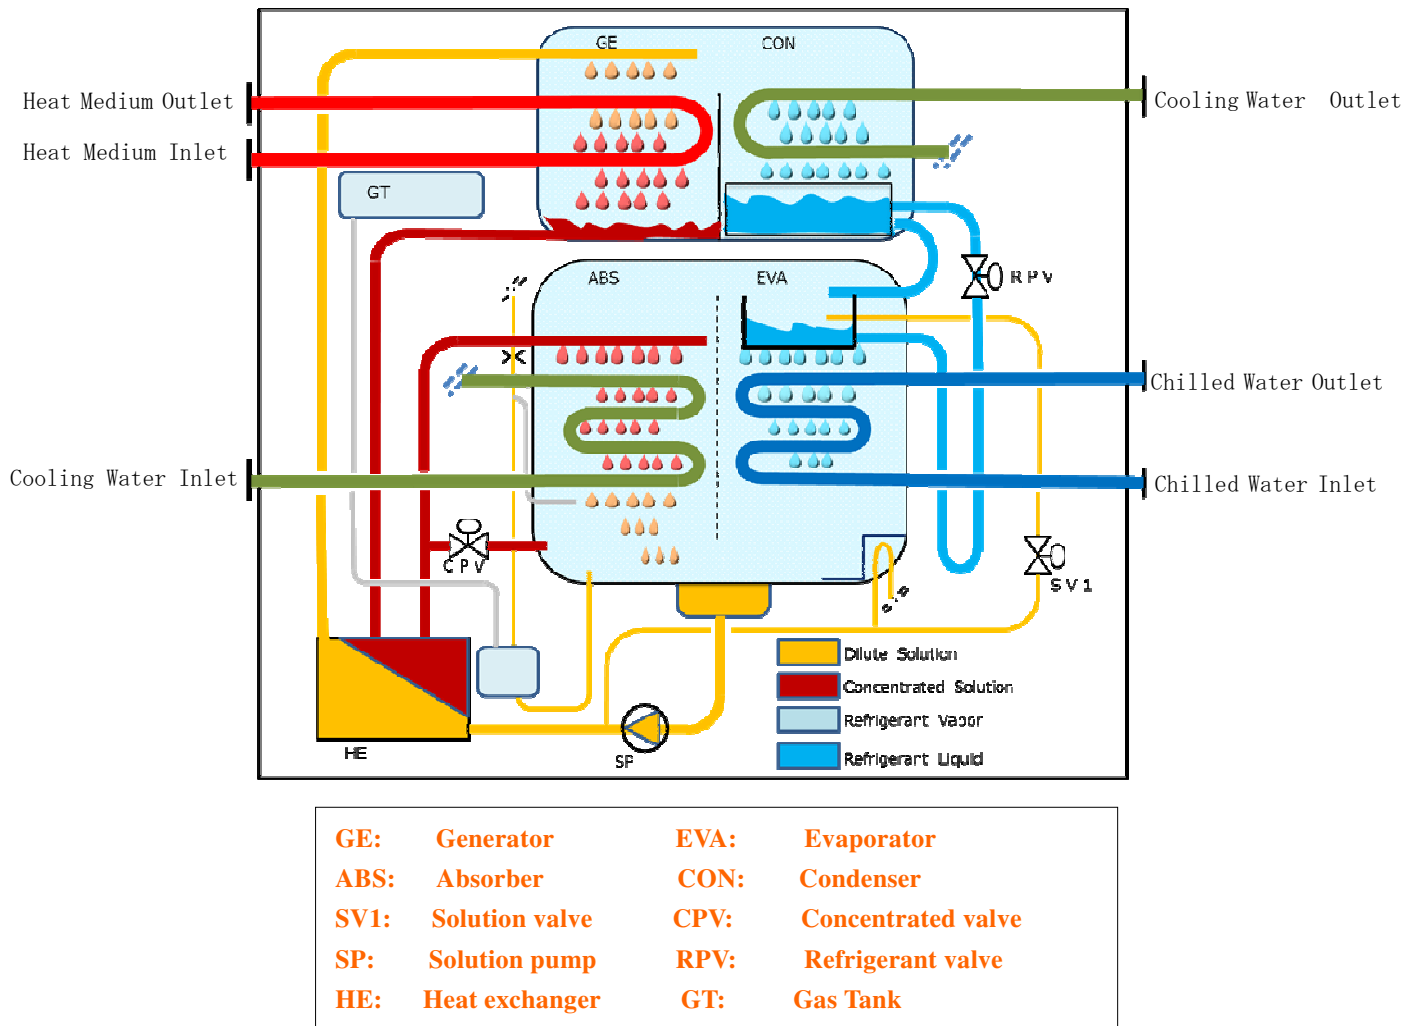 GE CON
Heat Medium Outlet
Cooling Water Outlet
Heat Medium Inlet
GT
ABS EVA
RPV
Chilled Water Outlet
Cooling Water Inlet
Chilled Water Inlet
CPV
SV1
Dilute Solution
Concentrated Solution
Refrigerant Vapor
HE
SP
Refrigerant Liquid
GE: Generator EVA: Evaporator
ABS: Absorber CON: Condenser
SV1: Solution valve CPV: Concentrated valve
SP: Solution pump RPV: Refrigerant valve
HE: Heat exchanger GT: Gas Tank